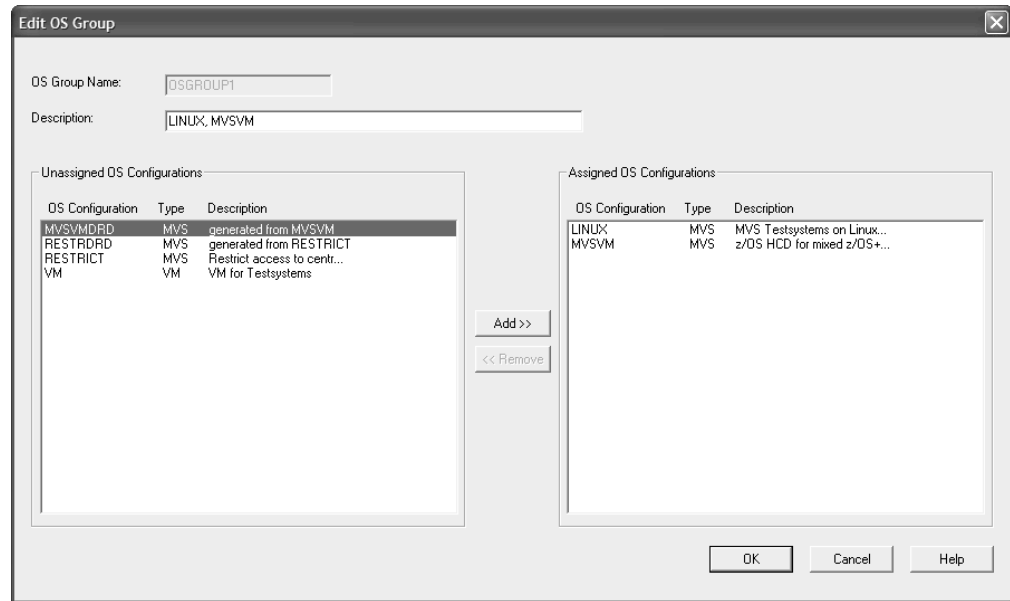 Edit OS Group
OS Group Name: OSGROUP1
Description: LINUX, MVSVM
Unassigned OS Configurations
OS Configuration Type Description
MVSVMDRD MVS generated from MVSVM
RESTRDRD MVS generated from RESTRICT
RESTRICT MVS Restrict access to centr...
VM VM VM for Testsystems
Add >>
<< Remove
Assigned OS Configurations
OS Configuration Type Description
LINUX MVS MVS Testsystems on Linux...
MVSVM MVS z/OS HCD for mixed z/OS+...
OK Cancel Help